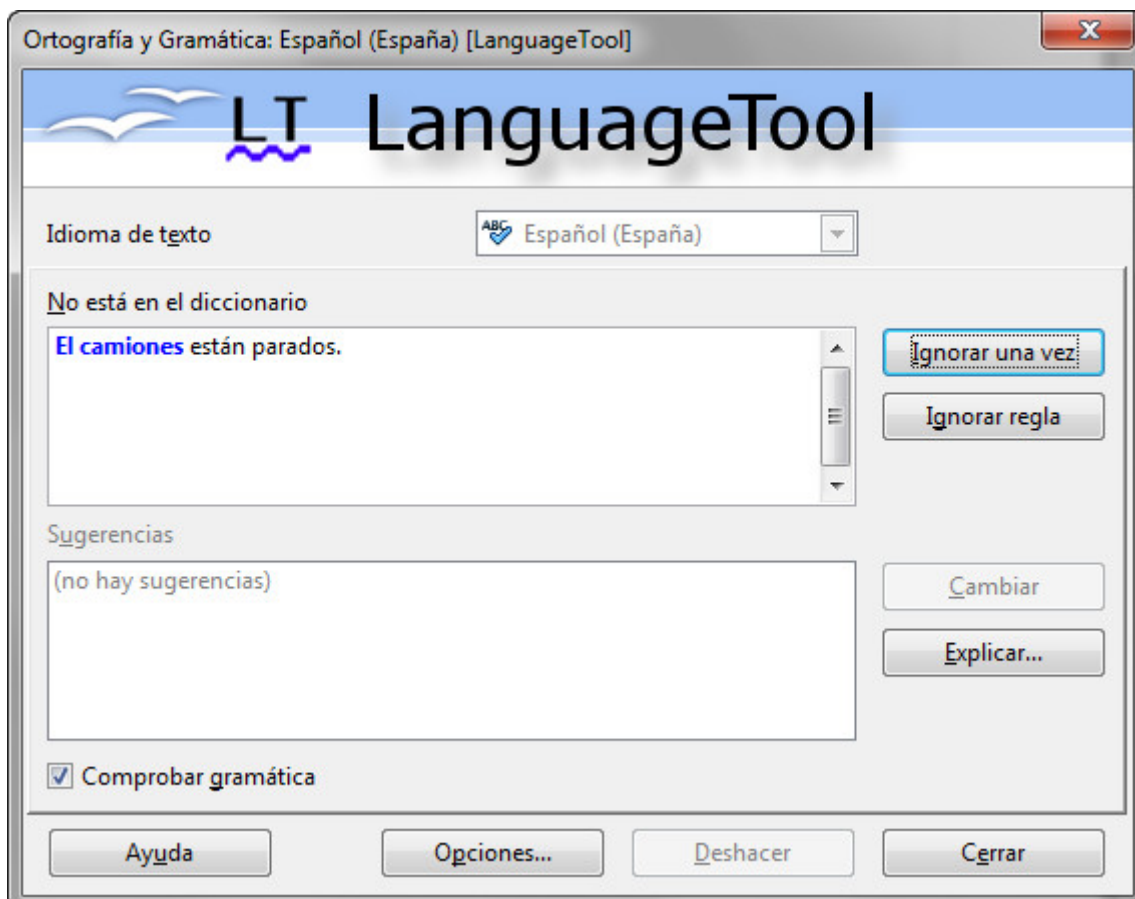 Ortografía y Gramática: Español (España) [LanguageTool]
LT LanguageTool
Idioma de texto
ABC Español (España)
No está en el diccionario
El camiones están parados.
Ignorar una vez
Ignorar regla
Sugerencias
(no hay sugerencias)
Cambiar
Explicar...
Comprobar gramática
Ayuda Opciones... Deshacer Cerrar